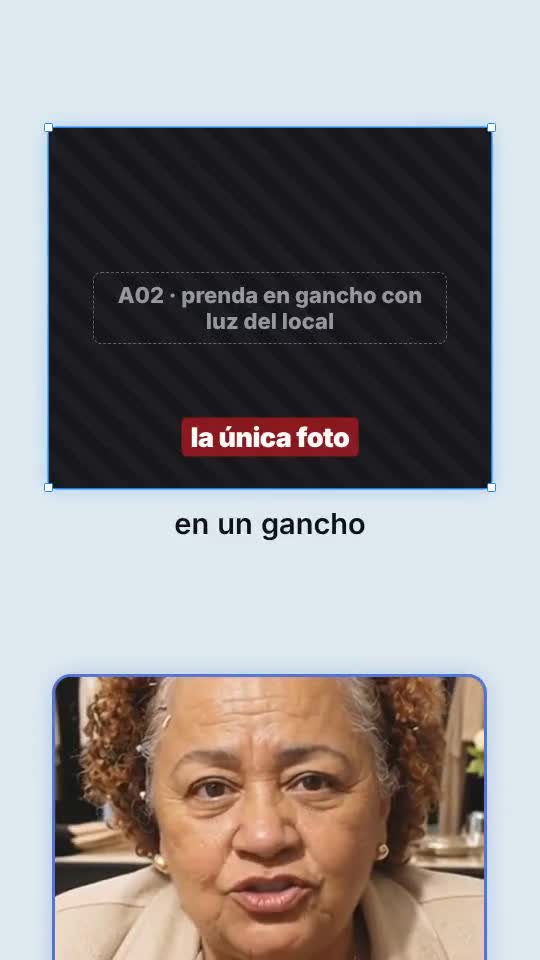 A02 · prenda en gancho con
luz del local
la única foto
en un gancho